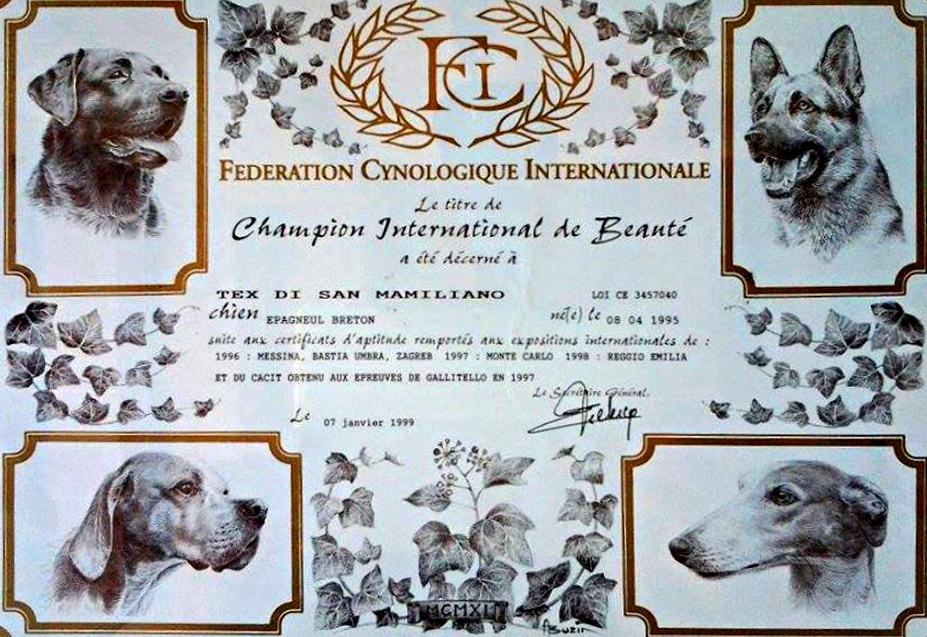 FCI
FEDERATION CYNOLOGIQUE INTERNATIONALE
Le titre de
Champion International de Beauté
a été décerné à
TEX DI SAN MAMILIANO LOI CE 3457040
chien EPAGNEUL BRETON né(e) le 08 04 1995
suite aux certificats d'aptitude remportés aux expositions internationales de :
1996 : MESSINA, BASTIA UMBRA, ZAGREB 1997 : MONTE CARLO 1998 : REGGIO EMILIA
ET DU CACIT OBTENU AUX EPREUVES DE GALLITELLO EN 1997
Le Secrétaire Général,
Le 07 janvier 1999
MCMXI